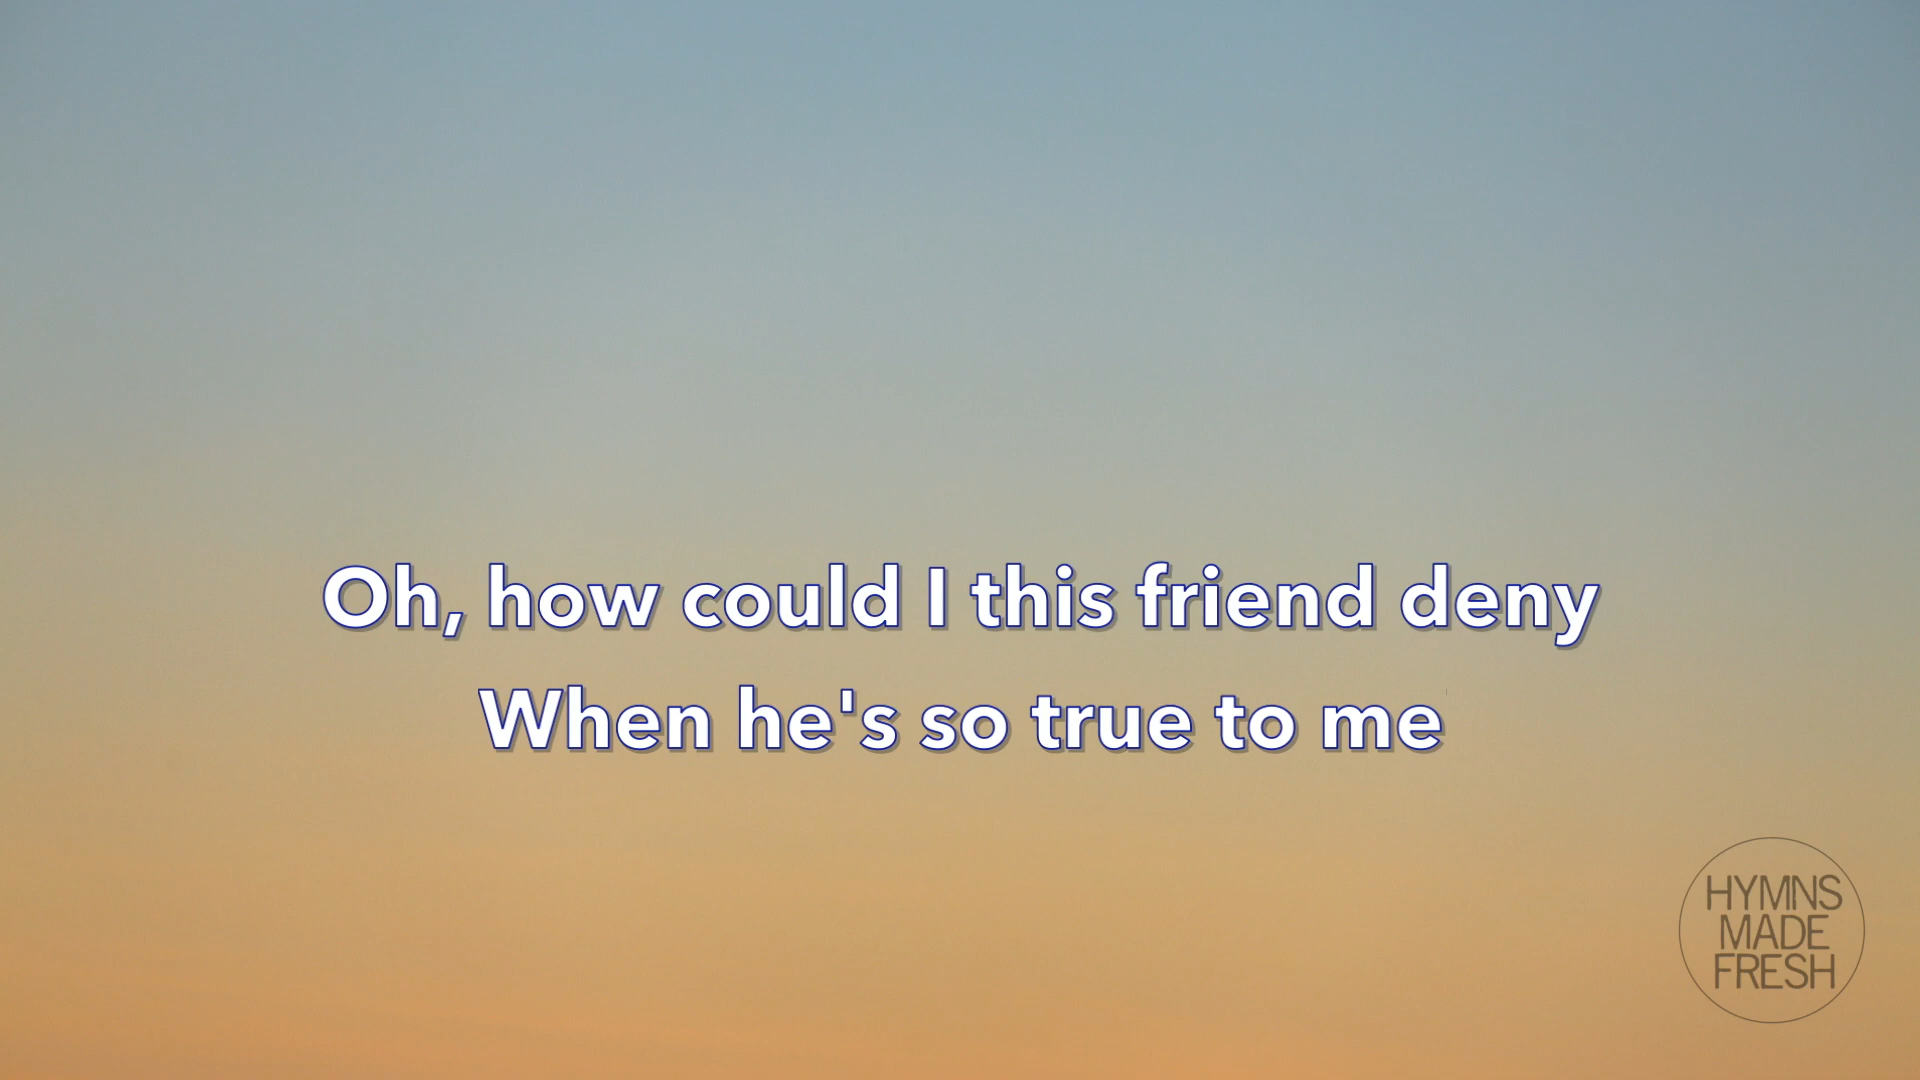 Oh, how could I this friend deny
When he's so true to me
HYMNS
MADE
FRESH